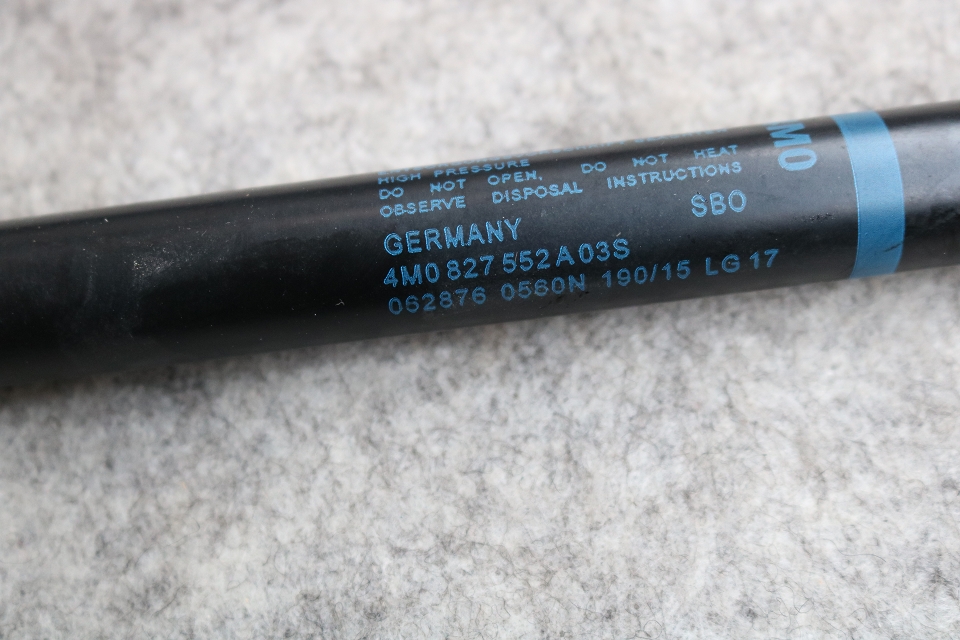 HIGH PRESSURE
DO NOT OPEN. DO NOT HEAT
OBSERVE DISPOSAL INSTRUCTIONS
GERMANY SBO
4M0 827 552 A 03S
062876 0560N 190/15 LG 17
M0